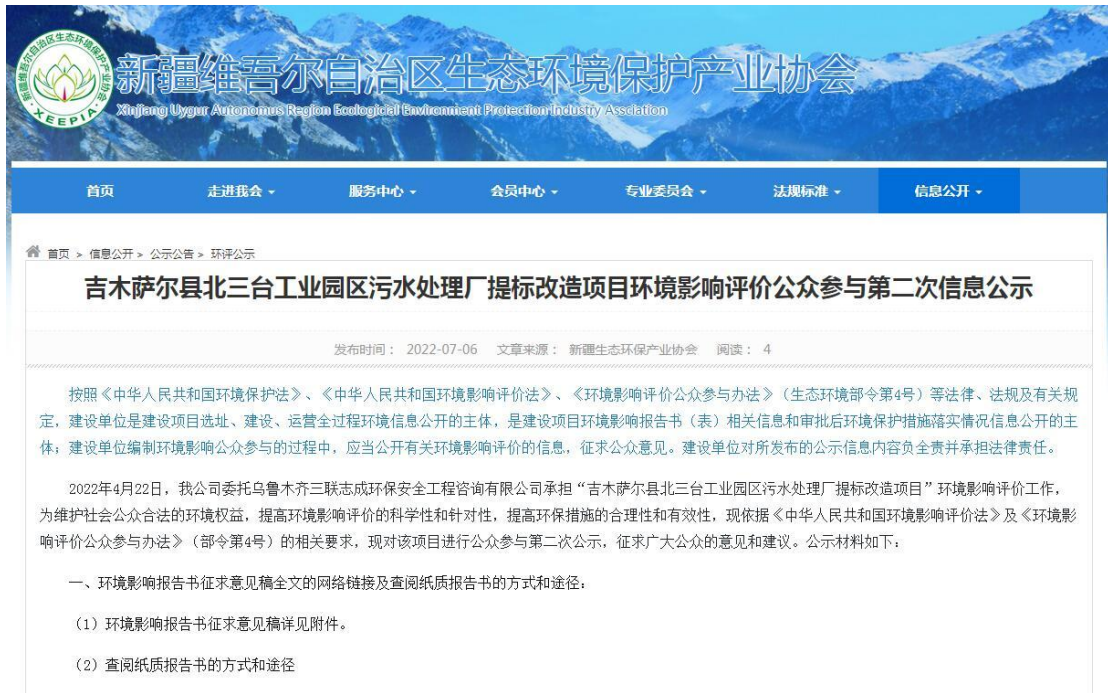 新疆维吾尔自治区生态环境保护产业协会
XEEPIA
新疆维吾尔自治区生态环境保护产业协会
Xinjiang Uygur Autonomus Region Ecologicial Environment Protection Industry Assciation
首页 走进我会 服务中心 会员中心 专业委员会 法规标准 信息公开
首页 > 信息公开 > 公示公告 > 环评公示
吉木萨尔县北三台工业园区污水处理厂提标改造项目环境影响评价公众参与第二次信息公示
发布时间： 2022-07-06 文章来源： 新疆生态环保产业协会 阅读： 4
按照《中华人民共和国环境保护法》、《中华人民共和国环境影响评价法》、《环境影响评价公众参与办法》（生态环境部令第4号）等法律、法规及有关规
定，建设单位是建设项目选址、建设、运营全过程环境信息公开的主体，是建设项目环境影响报告书（表）相关信息和审批后环境保护措施落实情况信息公开的主
体；建设单位编制环境影响公众参与的过程中，应当公开有关环境影响评价的信息，征求公众意见。建设单位对所发布的公示信息内容负全责并承担法律责任。
2022年4月22日，我公司委托乌鲁木齐三联志成环保安全工程咨询有限公司承担“吉木萨尔县北三台工业园区污水处理厂提标改造项目”环境影响评价工作，
为维护社会公众合法的环境权益，提高环境影响评价的科学性和针对性，提高环保措施的合理性和有效性，现依据《中华人民共和国环境影响评价法》及《环境影
响评价公众参与办法》（部令第4号）的相关要求，现对该项目进行公众参与第二次公示，征求广大公众的意见和建议。公示材料如下：
一、环境影响报告书征求意见稿全文的网络链接及查阅纸质报告书的方式和途径：
（1）环境影响报告书征求意见稿详见附件。
（2）查阅纸质报告书的方式和途径